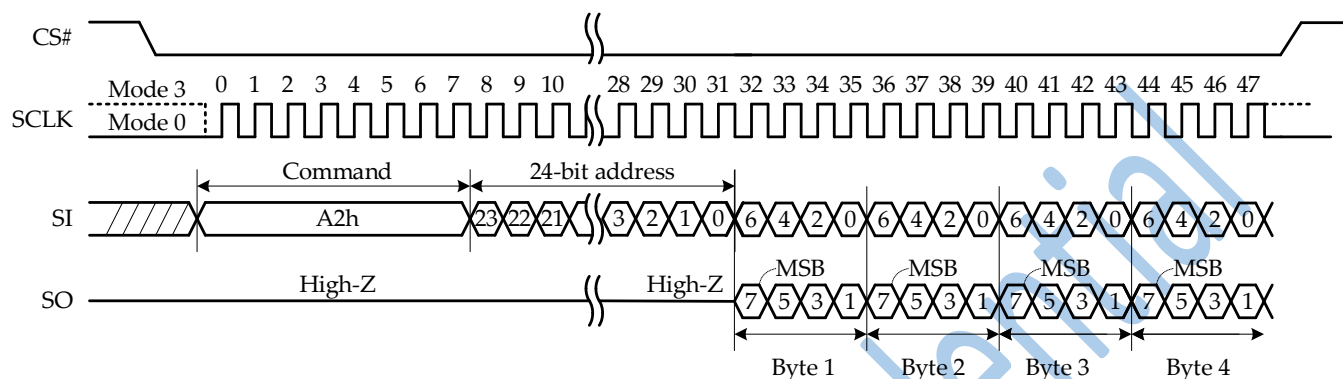 CS#
0 1 2 3 4 5 6 7 8 9 10 28 29 30 31 32 33 34 35 36 37 38 39 40 41 42 43 44 45 46 47
Mode 3
SCLK
Mode 0
Command 24-bit address
SI A2h 23 22 21 3 2 1 0 6 4 2 0 6 4 2 0 6 4 2 0 6 4 2 0
High-Z High-Z MSB MSB MSB MSB
SO 7 5 3 1 7 5 3 1 7 5 3 1 7 5 3 1
Byte 1 Byte 2 Byte 3 Byte 4